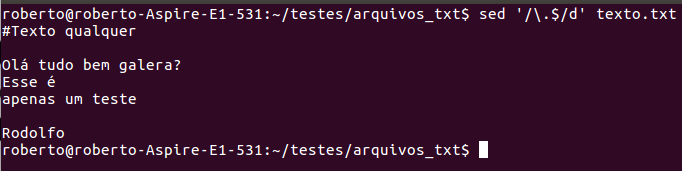 roberto@roberto-Aspire-E1-531:~/testes/arquivos_txt$ sed '/\.$/d' texto.txt
#Texto qualquer

Olá tudo bem galera?
Esse é
apenas um teste

Rodolfo
roberto@roberto-Aspire-E1-531:~/testes/arquivos_txt$